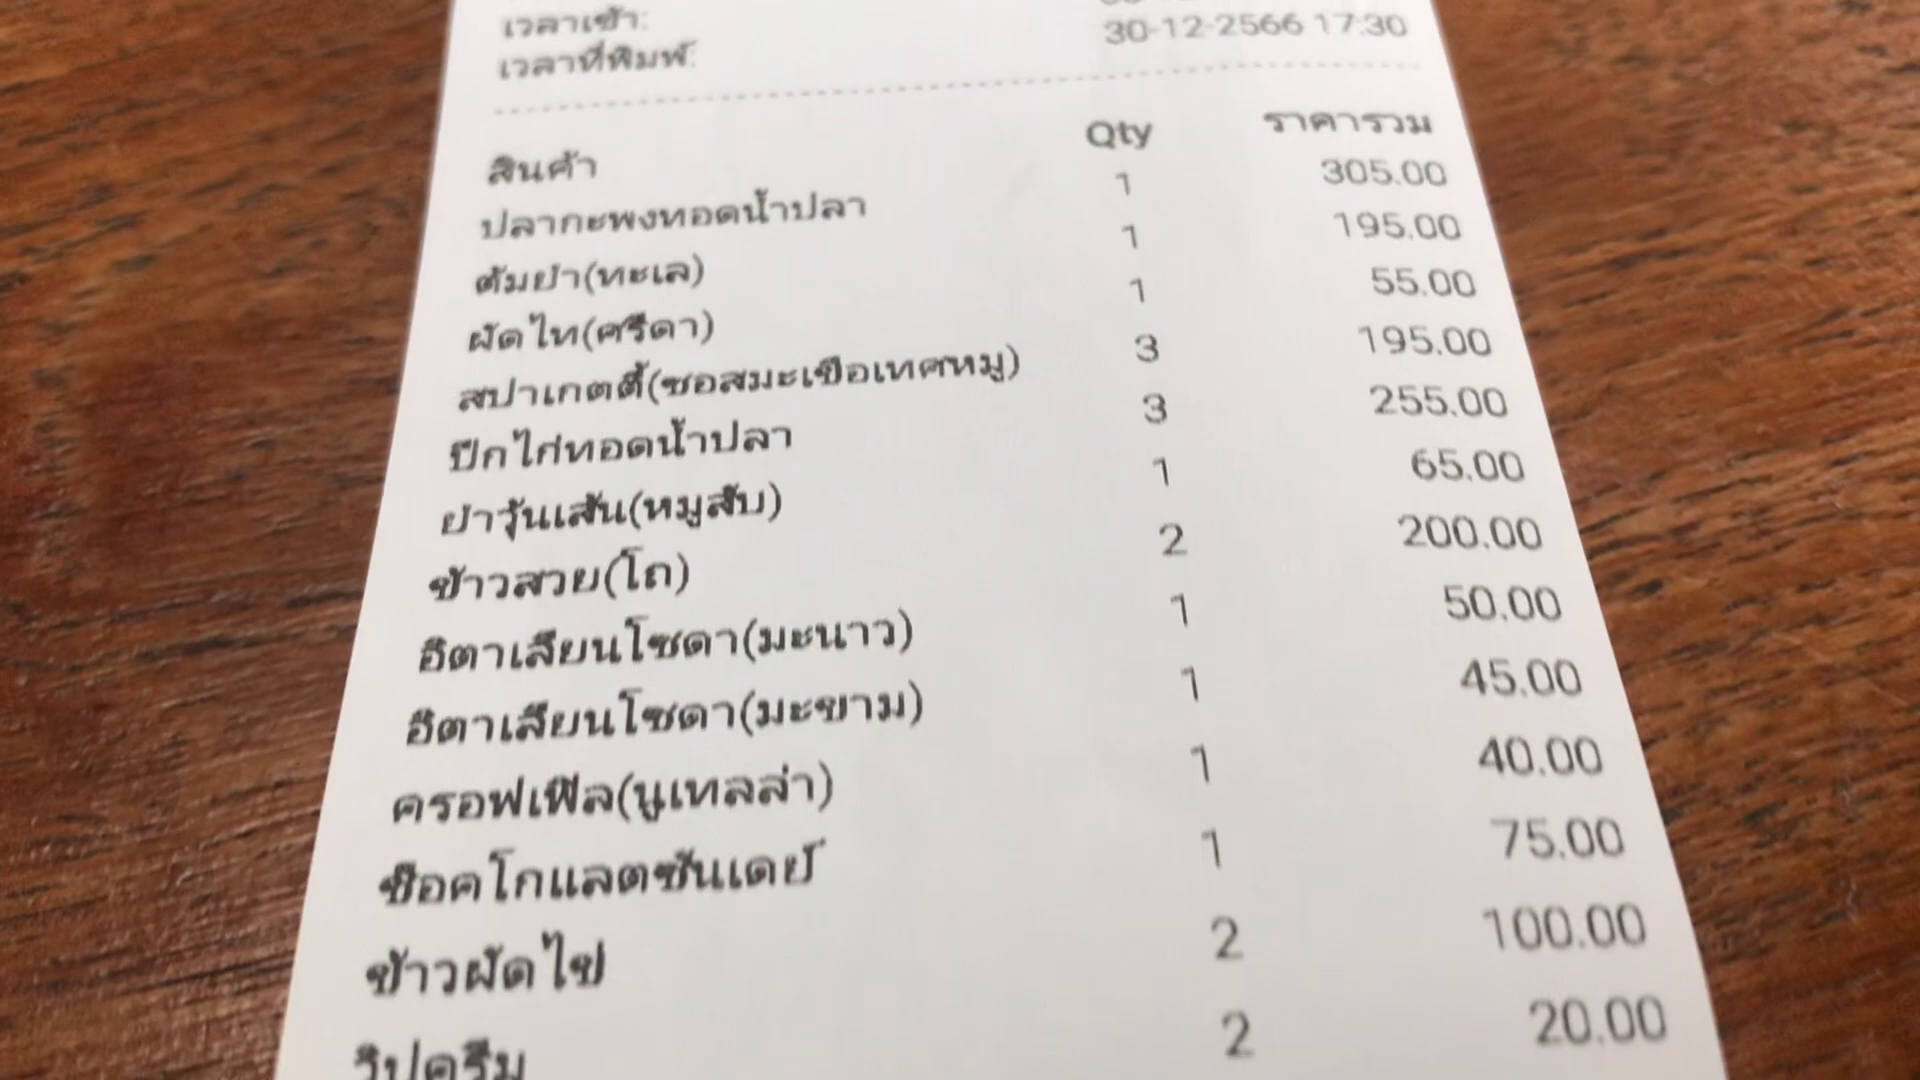 เวลาเข้า:
เวลาที่พิมพ์: 30-12-2566 17:30
สินค้า Qty ราคารวม
ปลากะพงทอดน้ำปลา 1 305.00
ต้มยำ(ทะเล) 1 195.00
ผัดไท(ศรีดา) 1 55.00
สปาเกตตี้(ซอสมะเขือเทศหมู) 3 195.00
ปีกไก่ทอดน้ำปลา 3 255.00
ยำวุ้นเส้น(หมูสับ) 1 65.00
ข้าวสวย(โถ) 2 200.00
อิตาเลียนโซดา(มะนาว) 1 50.00
อิตาเลียนโซดา(มะขาม) 1 45.00
ครอฟเฟิล(นูเทลล่า) 1 40.00
ช็อคโกแลตซันเดย์ 1 75.00
ข้าวผัดไข่ 2 100.00
วิปครีม 2 20.00